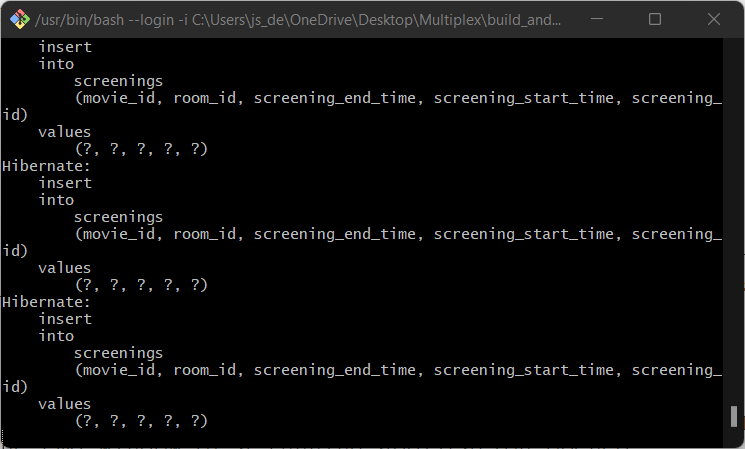 /usr/bin/bash --login -i C:\Users\js_de\OneDrive\Desktop\Multiplex\build_and...
insert
into
screenings
(movie_id, room_id, screening_end_time, screening_start_time, screening_
id)
values
(?, ?, ?, ?, ?)
Hibernate:
insert
into
screenings
(movie_id, room_id, screening_end_time, screening_start_time, screening_
id)
values
(?, ?, ?, ?, ?)
Hibernate:
insert
into
screenings
(movie_id, room_id, screening_end_time, screening_start_time, screening_
id)
values
(?, ?, ?, ?, ?)